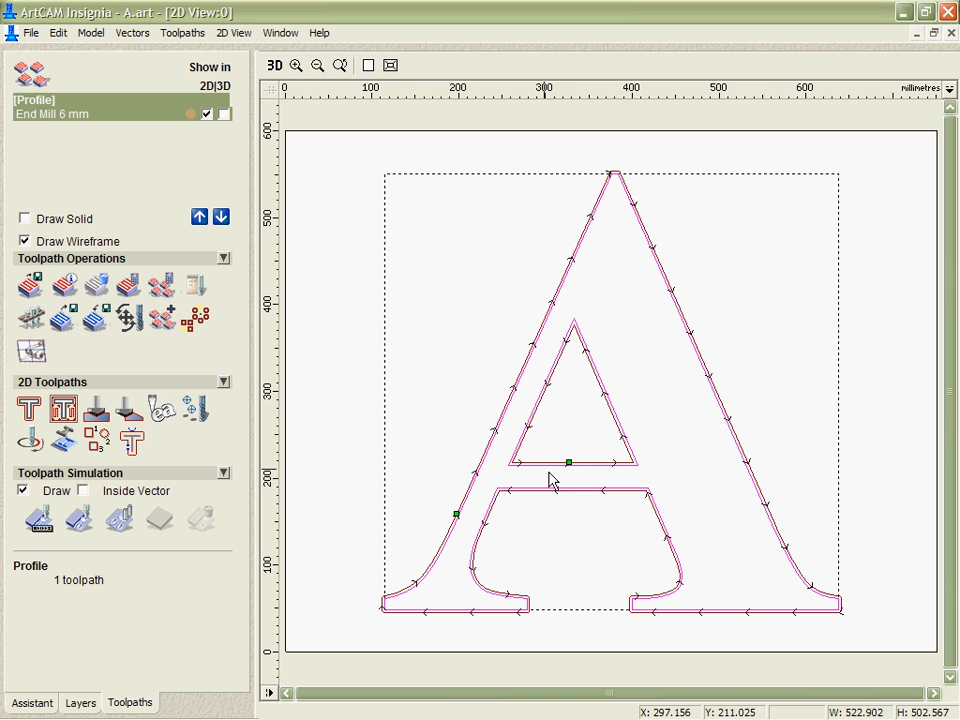 ArtCAM Insignia - A.art - [2D View:0]
File Edit Model Vectors Toolpaths 2D View Window Help
Show in
2D|3D
[Profile]
End Mill 6 mm
Draw Solid
Draw Wireframe
Toolpath Operations
2D Toolpaths
Toolpath Simulation
Draw Inside Vector
Profile
1 toolpath
Assistant Layers Toolpaths
3D
0 100 200 300 400 500 600 millimetres
600
500
400
300
200
100
0
X: 297.156 Y: 211.025 W: 522.902 H: 502.567